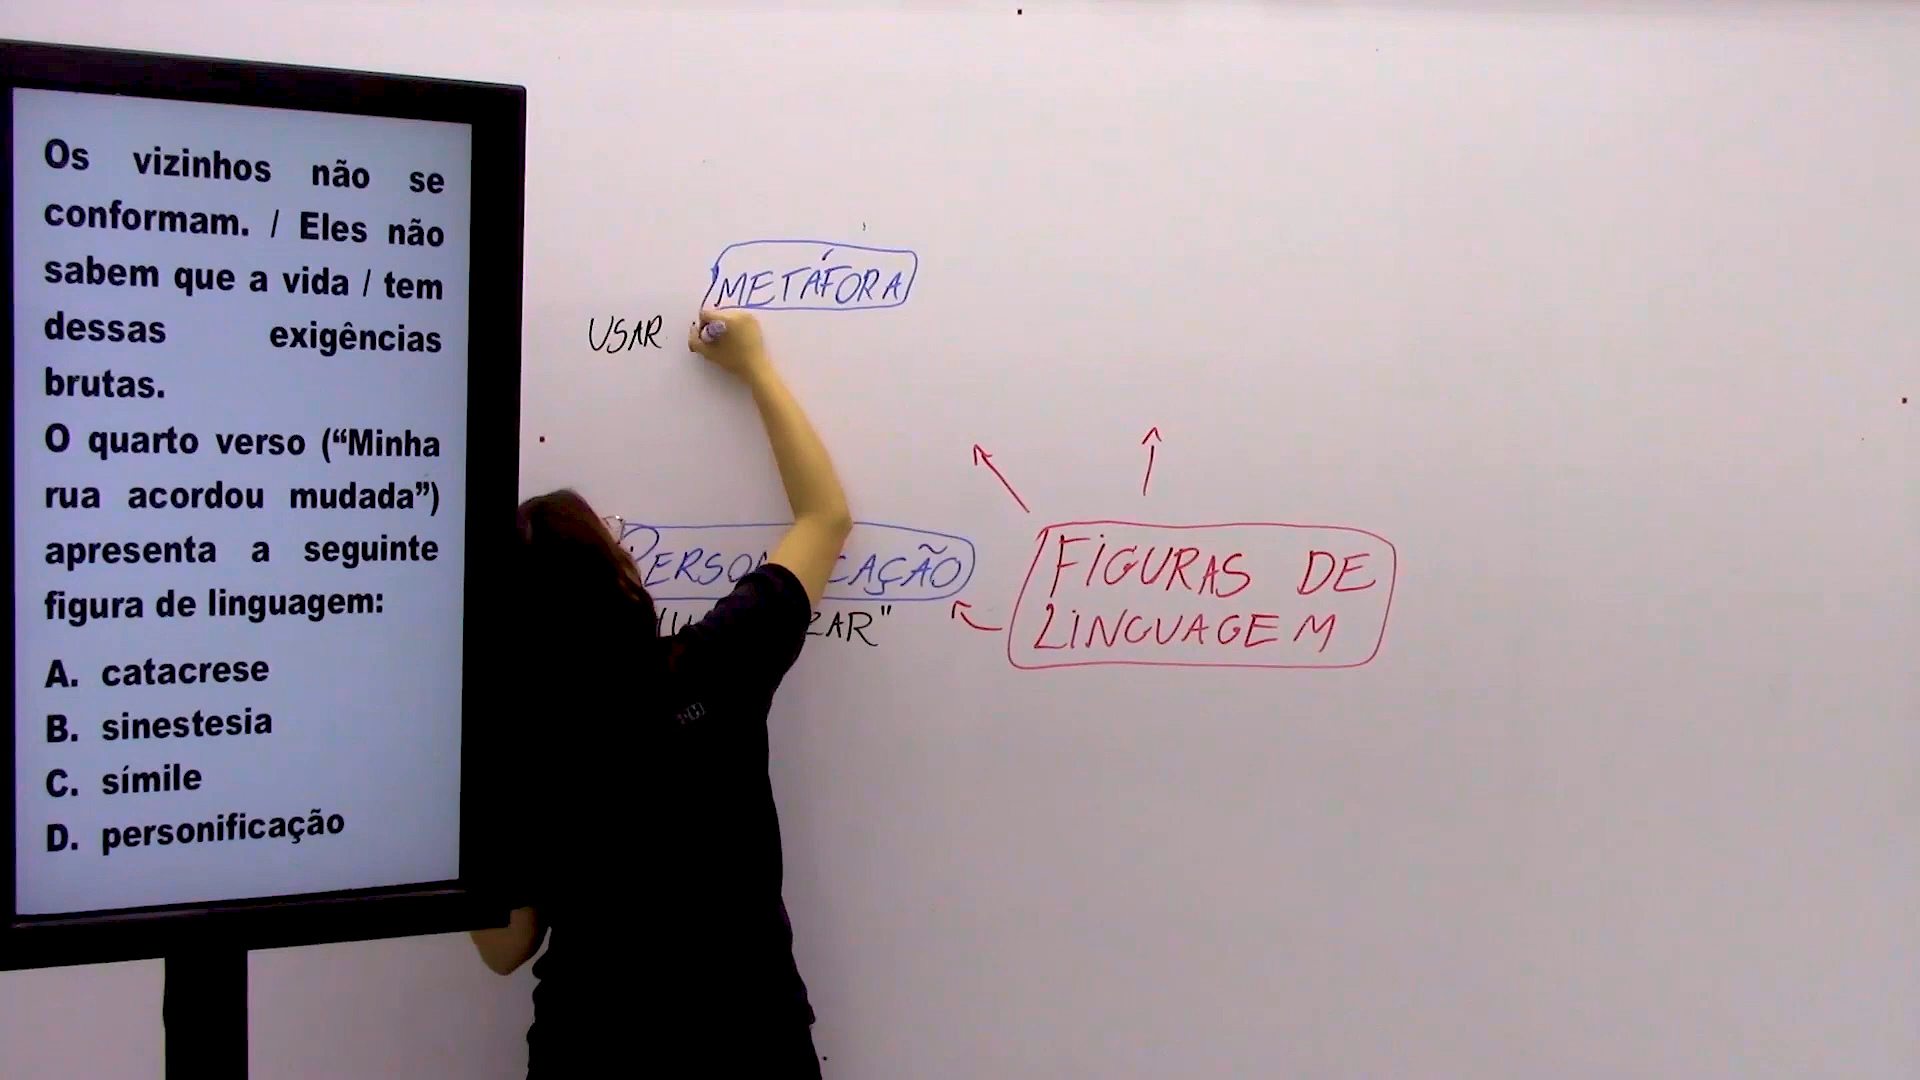 Os vizinhos não se
conformam. / Eles não
sabem que a vida / tem
dessas exigências
brutas.
O quarto verso (“Minha
rua acordou mudada”)
apresenta a seguinte
figura de linguagem:
A. catacrese
B. sinestesia
C. símile
D. personificação
METÁFORA
USAR
FIGURAS DE
LINGUAGEM